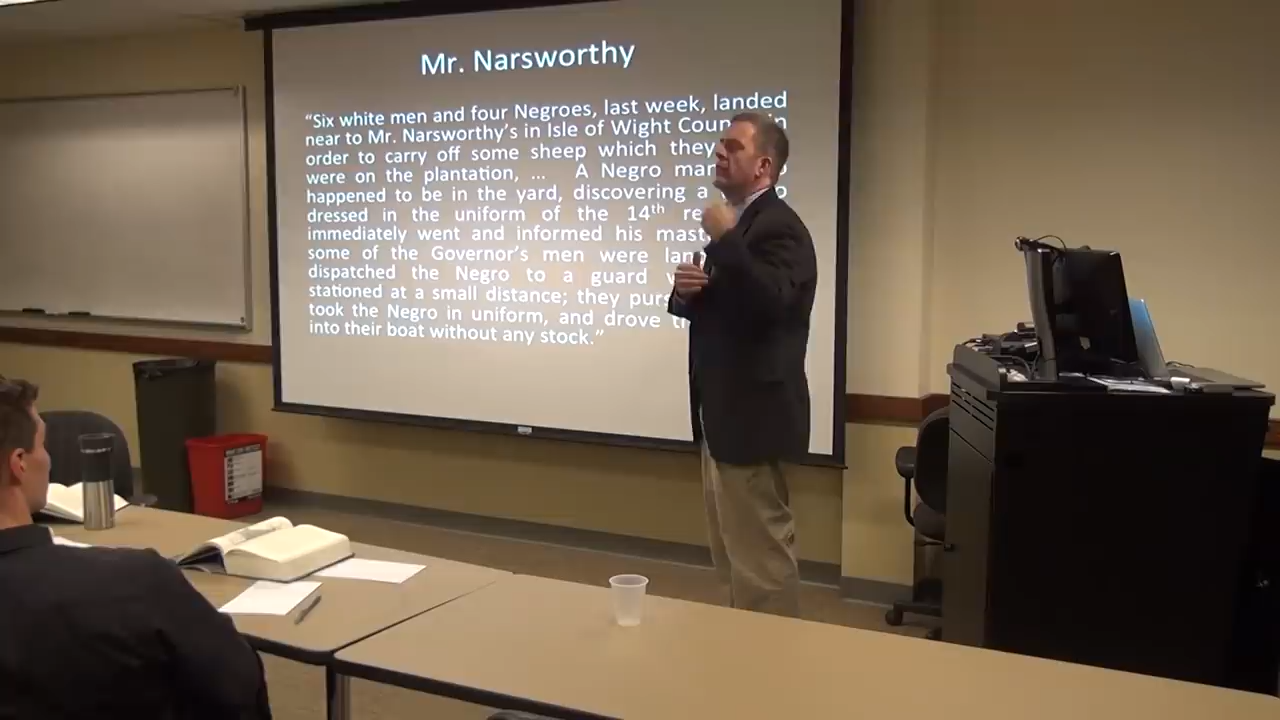 Mr. Narsworthy
"Six white men and four Negroes, last week, landed
near to Mr. Narsworthy's in Isle of Wight
order to carry off some sheep which they
were on the plantation, ... A Negro
happened to be in the yard, discovering a
dressed in the uniform of the 14th
immediately went and informed his
some of the Governor's men were
dispatched the Negro to a guard
stationed at a small distance; they
took the Negro in uniform, and drove
into their boat without any stock."